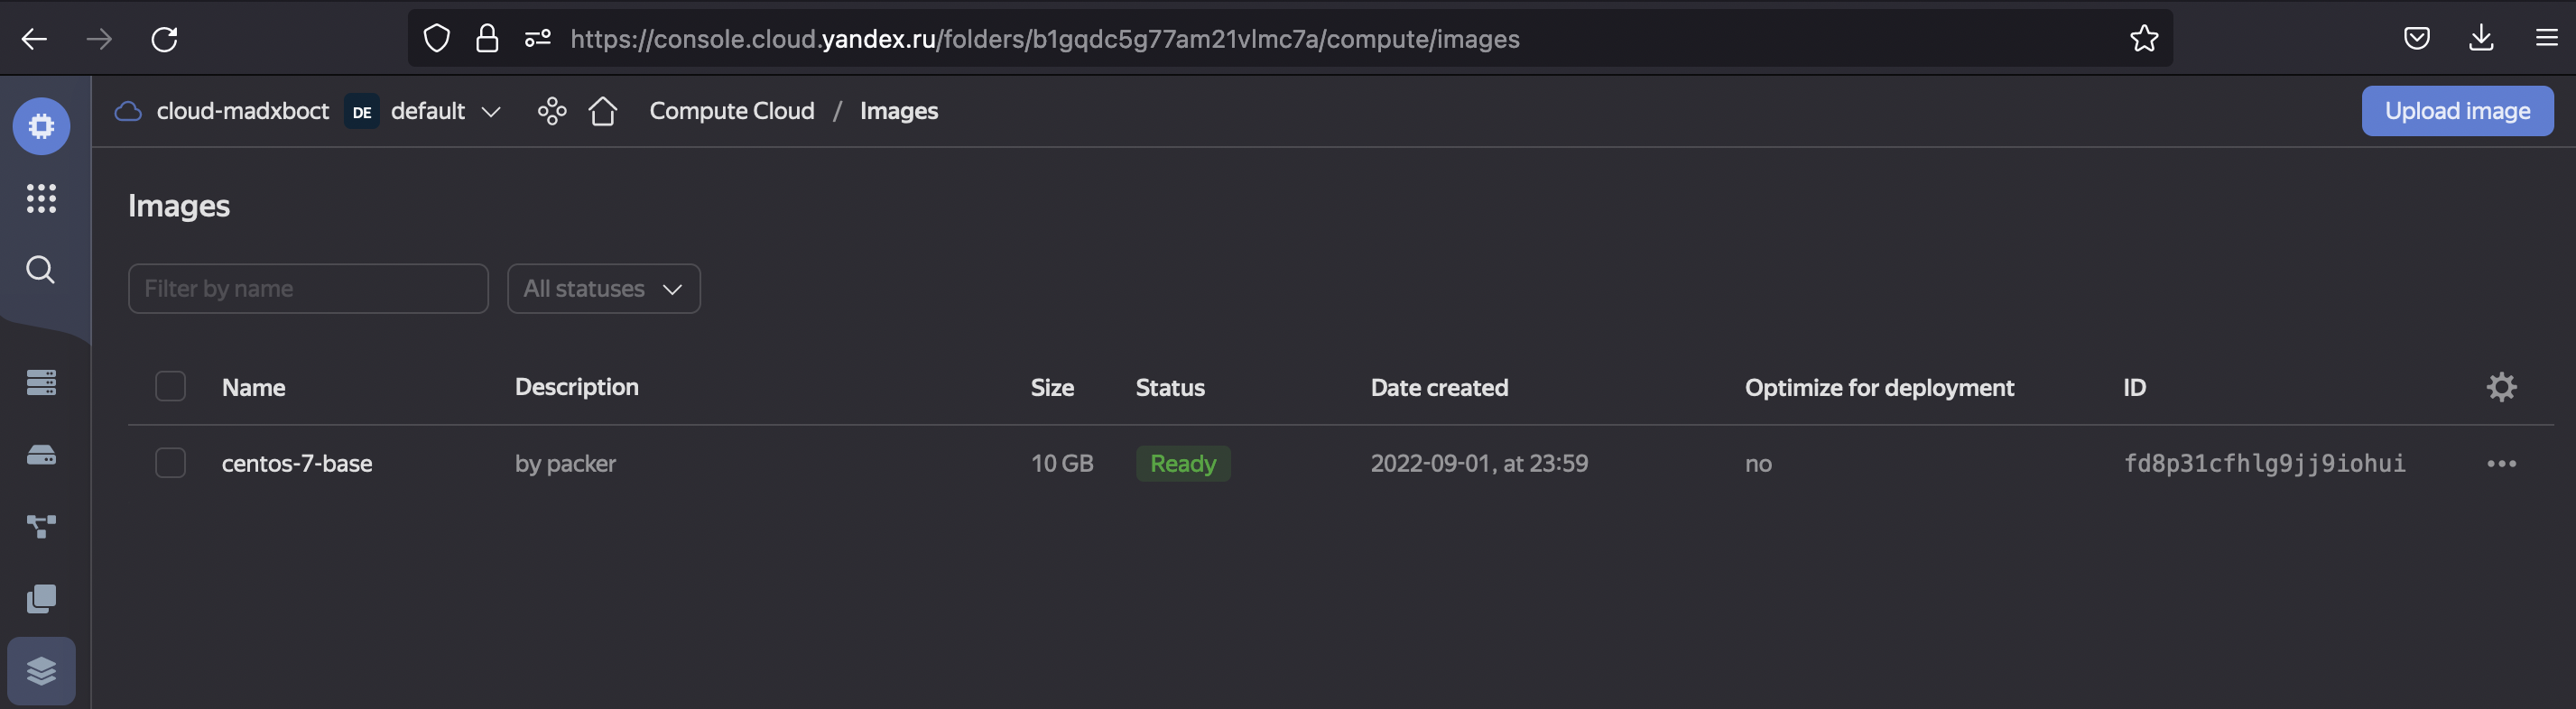 https://console.cloud.yandex.ru/folders/b1gqdc5g77am21vlmc7a/compute/images
cloud-madxboct DE default Compute Cloud / Images Upload image
Images
Filter by name All statuses
Name Description Size Status Date created Optimize for deployment ID
centos-7-base by packer 10 GB Ready 2022-09-01, at 23:59 no fd8p31cfhlg9jj9iohui